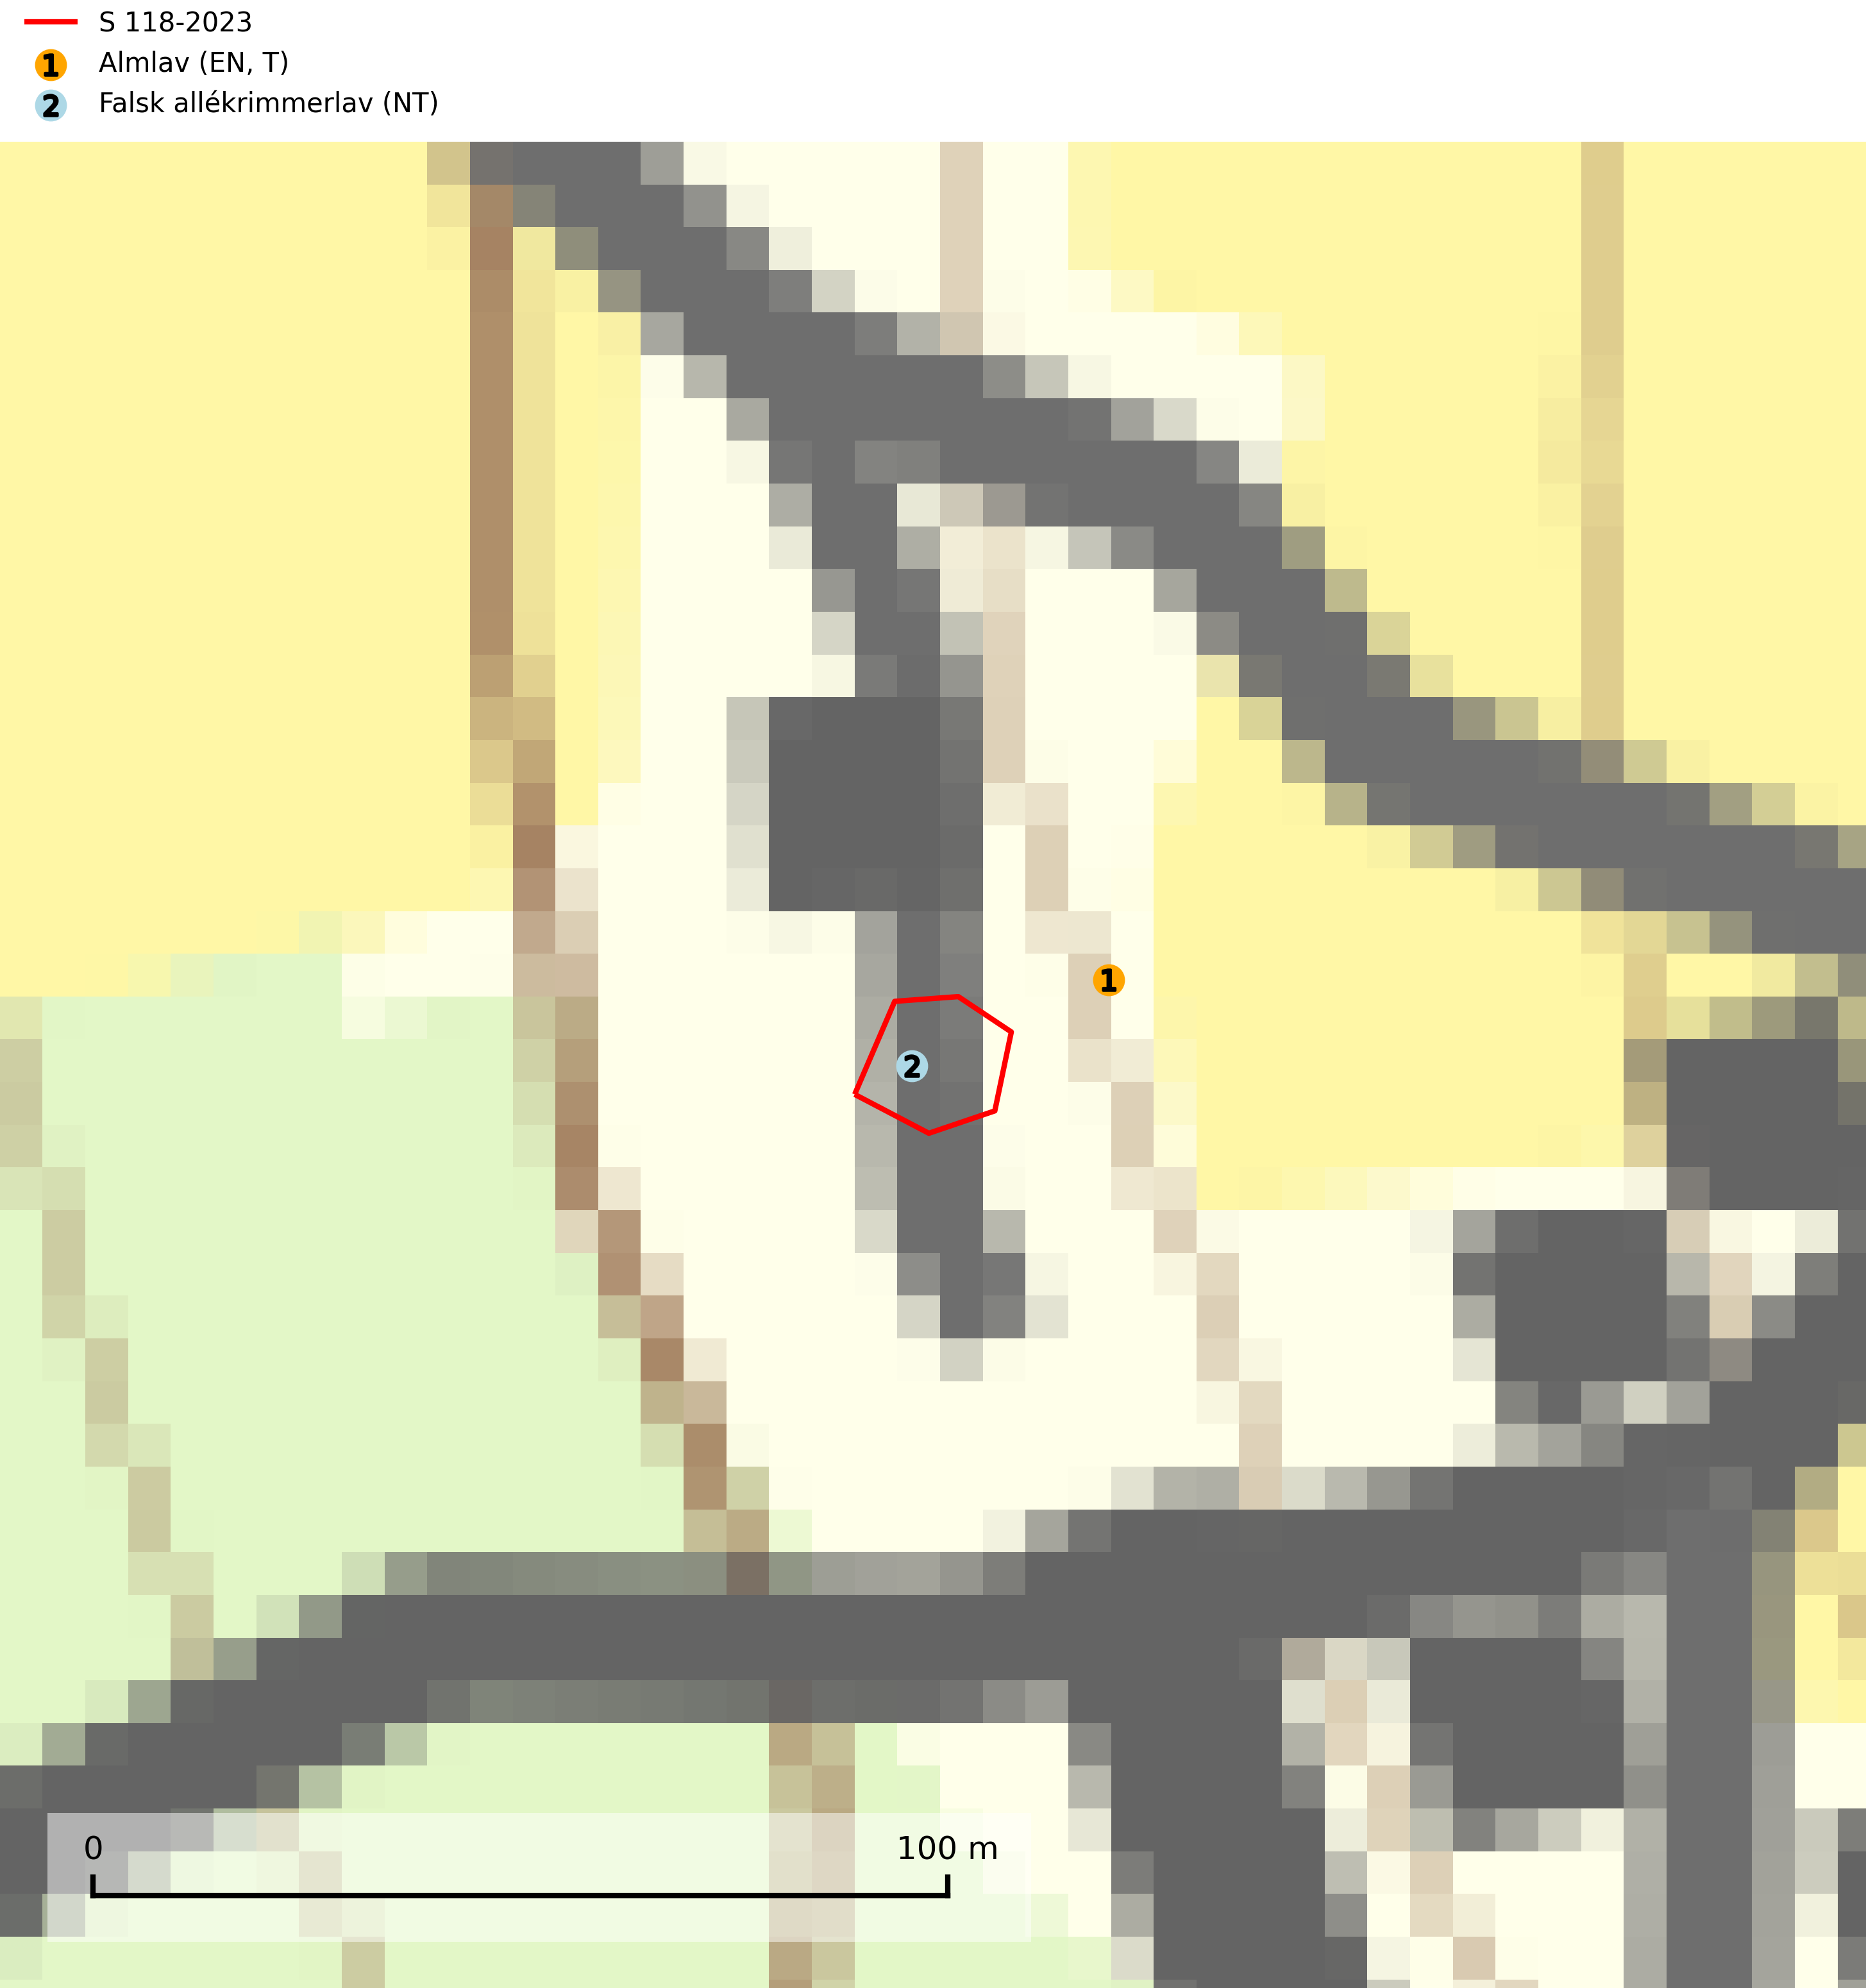 S 118-2023
1 Almlav (EN, T)
2 Falsk allékrimmerlav (NT)
1
2
0 100 m